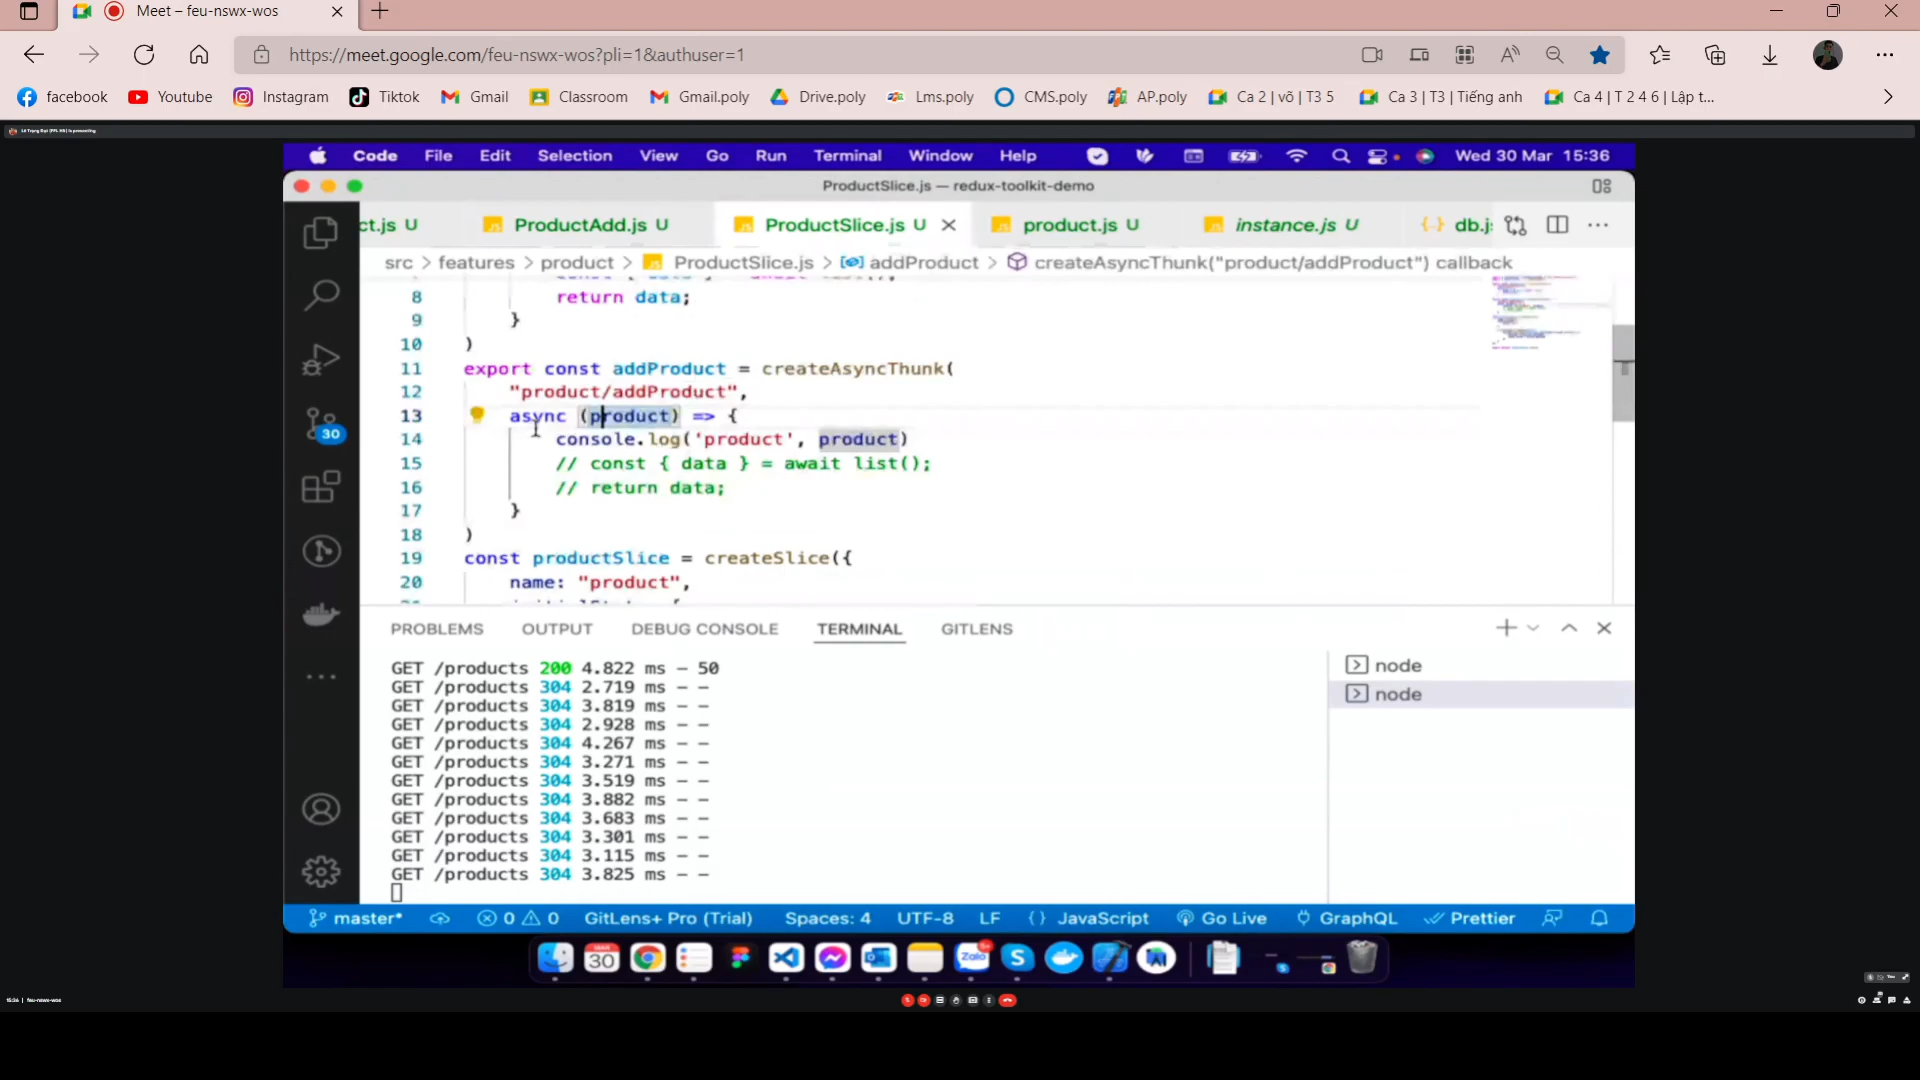 Meet – feu-nswx-wos
https://meet.google.com/feu-nswx-wos?pli=1&authuser=1
facebook Youtube Instagram Tiktok Gmail Classroom Gmail.poly Drive.poly Lms.poly CMS.poly AP.poly Ca 2 | võ | T3 5 Ca 3 | T3 | Tiếng anh Ca 4 | T 2 4 6 | Lập t...
Code File Edit Selection View Go Run Terminal Window Help Wed 30 Mar 15:36
ProductSlice.js — redux-toolkit-demo
ct.js U ProductAdd.js U ProductSlice.js U product.js U instance.js U db.j
src > features > product > ProductSlice.js > addProduct > createAsyncThunk("product/addProduct") callback
8 return data;
9 }
10 )
11 export const addProduct = createAsyncThunk(
12 "product/addProduct",
13 async (product) => {
14 console.log('product', product)
15 // const { data } = await list();
16 // return data;
17 }
18 )
19 const productSlice = createSlice({
20 name: "product",
30
PROBLEMS OUTPUT DEBUG CONSOLE TERMINAL GITLENS
GET /products 200 4.822 ms - 50
GET /products 304 2.719 ms - -
GET /products 304 3.819 ms - -
GET /products 304 2.928 ms - -
GET /products 304 4.267 ms - -
GET /products 304 3.271 ms - -
GET /products 304 3.519 ms - -
GET /products 304 3.882 ms - -
GET /products 304 3.683 ms - -
GET /products 304 3.301 ms - -
GET /products 304 3.115 ms - -
GET /products 304 3.825 ms - -
node
node
master* 0 0 GitLens+ Pro (Trial) Spaces: 4 UTF-8 LF {} JavaScript Go Live GraphQL Prettier
30 Zalo
15:36 | feu-nswx-wos